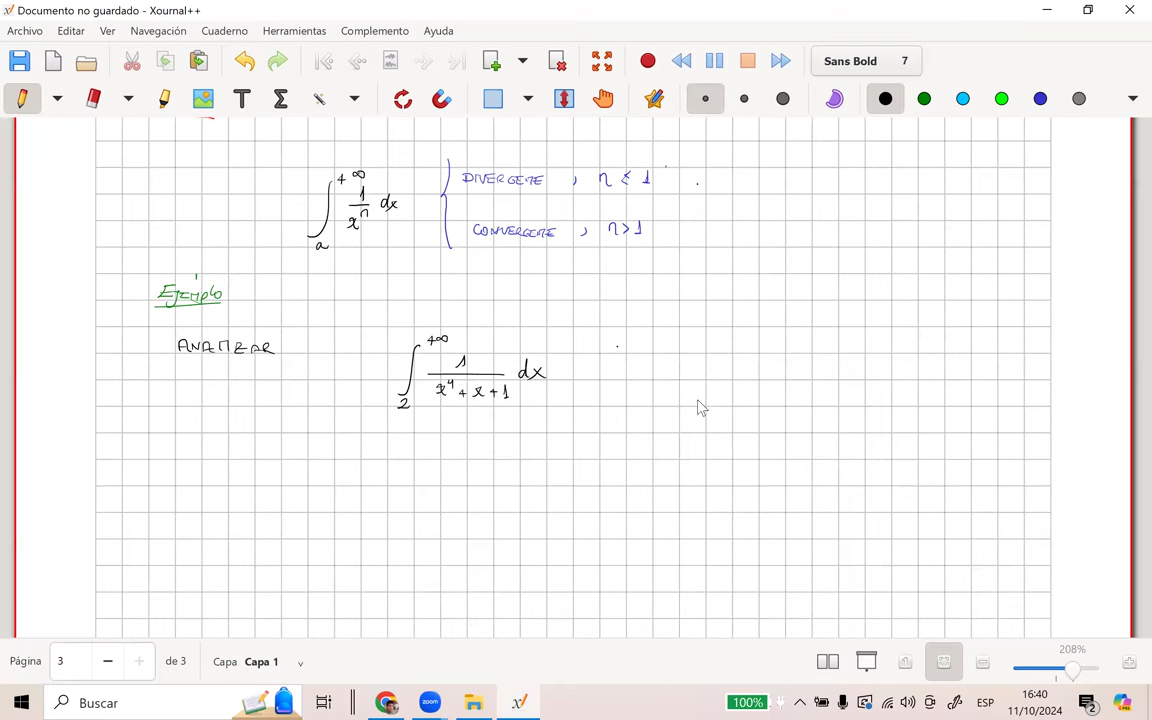 Documento no guardado - Xournal++
Archivo Editar Ver Navegación Cuaderno Herramientas Complemento Ayuda
Sans Bold 7
∫_a^{+∞} 1/x^n dx { DIVERGENTE , n ≤ 1
CONVERGENTE , n > 1
Ejemplo
ANALIZAR ∫_2^{+∞} 1/(x^4 + x + 1) dx
Página 3 de 3 Capa Capa 1 208%
Buscar zoom 100% ESP 16:40
11/10/2024 2